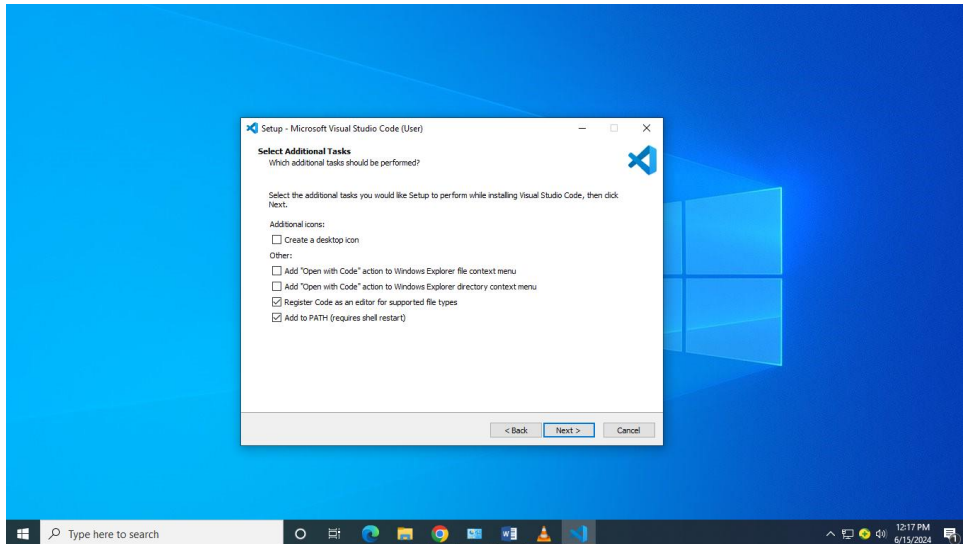 Setup - Microsoft Visual Studio Code (User)
Select Additional Tasks
Which additional tasks should be performed?
Select the additional tasks you would like Setup to perform while installing Visual Studio Code, then click
Next.
Additional icons:
Create a desktop icon
Other:
Add "Open with Code" action to Windows Explorer file context menu
Add "Open with Code" action to Windows Explorer directory context menu
Register Code as an editor for supported file types
Add to PATH (requires shell restart)
< Back
Next >
Cancel
Type here to search
12:17 PM
6/15/2024